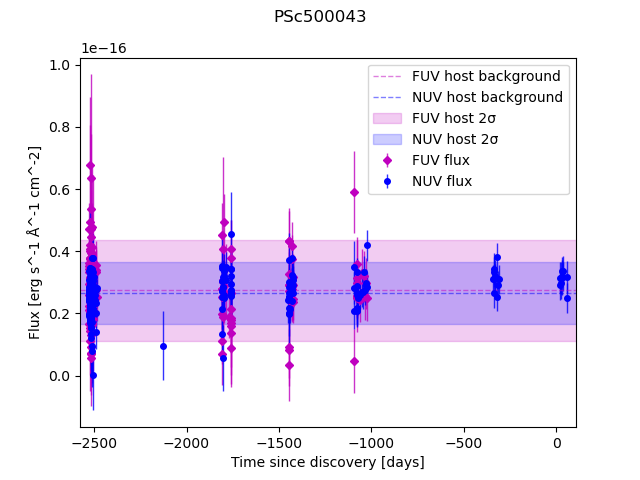 PSc500043
1e−16
FUV host background
NUV host background
FUV host 2σ
NUV host 2σ
FUV flux
NUV flux
1.0
0.8
0.6
0.4
0.2
0.0
Flux [erg s^-1 Å^-1 cm^-2]
−2500
−2000
−1500
−1000
−500
0
Time since discovery [days]